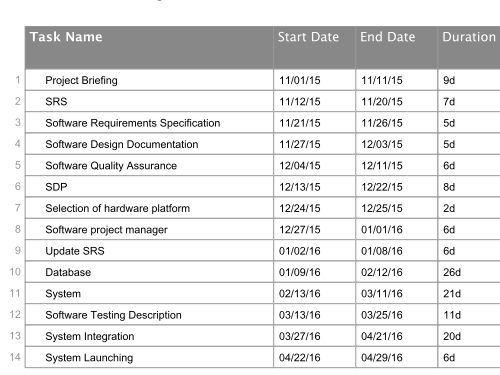 Task Name Start Date End Date Duration
1 Project Briefing 11/01/15 11/11/15 9d
2 SRS 11/12/15 11/20/15 7d
3 Software Requirements Specification 11/21/15 11/26/15 5d
4 Software Design Documentation 11/27/15 12/03/15 5d
5 Software Quality Assurance 12/04/15 12/11/15 6d
6 SDP 12/13/15 12/22/15 8d
7 Selection of hardware platform 12/24/15 12/25/15 2d
8 Software project manager 12/27/15 01/01/16 6d
9 Update SRS 01/02/16 01/08/16 6d
10 Database 01/09/16 02/12/16 26d
11 System 02/13/16 03/11/16 21d
12 Software Testing Description 03/13/16 03/25/16 11d
13 System Integration 03/27/16 04/21/16 20d
14 System Launching 04/22/16 04/29/16 6d